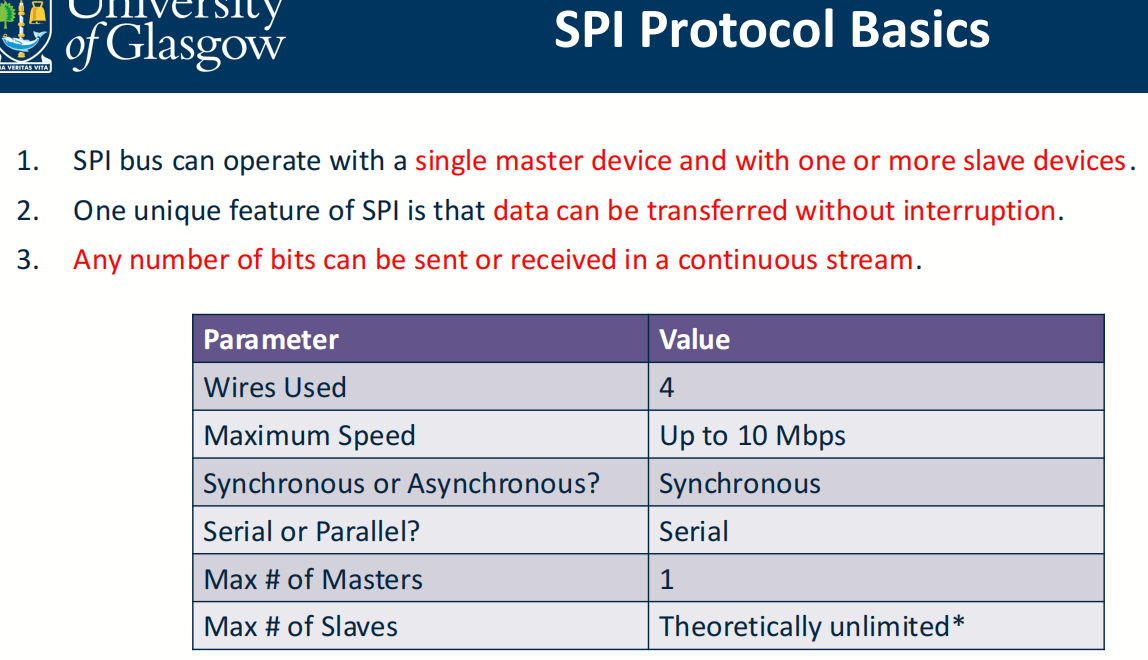 University
of Glasgow
VERITAS VITA
SPI Protocol Basics
1. SPI bus can operate with a single master device and with one or more slave devices.
2. One unique feature of SPI is that data can be transferred without interruption.
3. Any number of bits can be sent or received in a continuous stream.
Parameter Value
Wires Used 4
Maximum Speed Up to 10 Mbps
Synchronous or Asynchronous? Synchronous
Serial or Parallel? Serial
Max # of Masters 1
Max # of Slaves Theoretically unlimited*